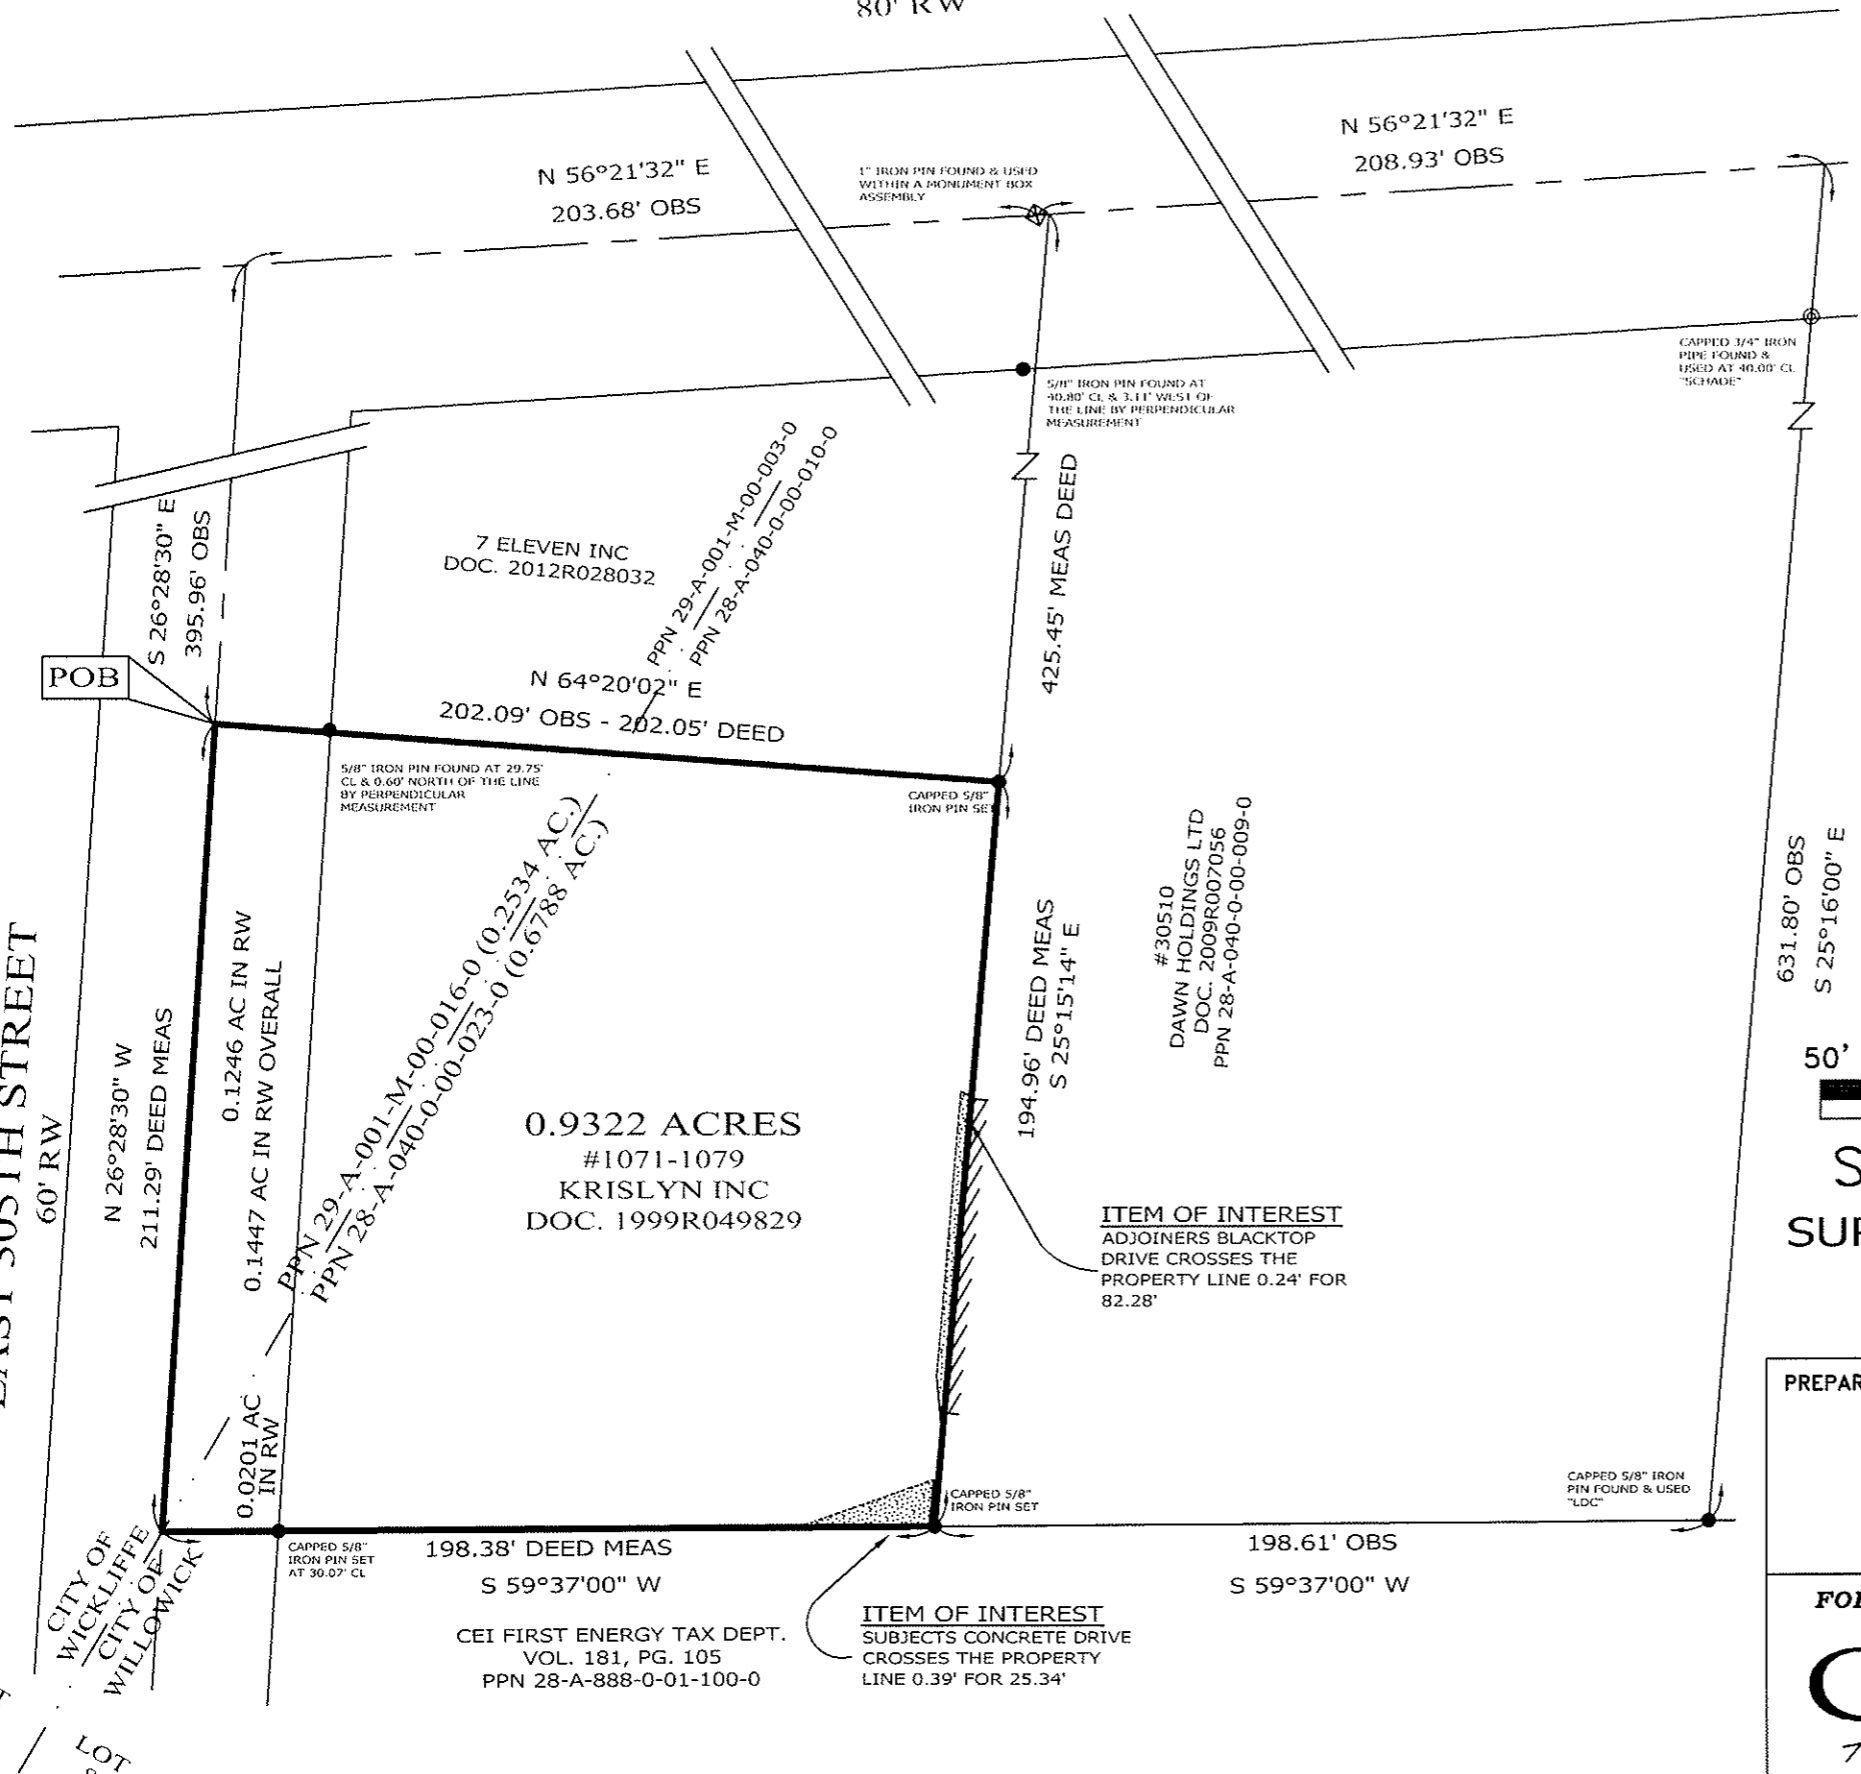 80' RW
N 56°21'32" E
203.68' OBS
1" IRON PIN FOUND & USED
WITHIN A MONUMENT BOX
ASSEMBLY
N 56°21'32" E
208.93' OBS
CAPPED 3/4" IRON
PIPE FOUND &
USED AT 40.00' CL
"SCHADE"
5/8" IRON PIN FOUND AT
40.80' CL & 3.11' WEST OF
THE LINE BY PERPENDICULAR
MEASUREMENT
S 26°28'30" E
395.96' OBS
7 ELEVEN INC
DOC. 2012R028032
PPN 29-A-001-M-00-003-0
PPN 28-A-040-0-00-010-0
425.45' MEAS DEED
POB
N 64°20'02" E
202.09' OBS - 202.05' DEED
5/8" IRON PIN FOUND AT 29.75'
CL & 0.60' NORTH OF THE LINE
BY PERPENDICULAR
MEASUREMENT
CAPPED 5/8"
IRON PIN SET
#30510
DAWN HOLDINGS LTD
DOC. 2009R007056
PPN 28-A-040-0-00-009-0
631.80' OBS
S 25°16'00" E
194.96' DEED MEAS
S 25°15'14" E
EAST 305TH STREET
60' RW
N 26°28'30" W
211.29' DEED MEAS
0.1246 AC IN RW
0.1447 AC IN RW OVERALL
PPN 29-A-001-M-00-016-0 (0.2534 AC.)
PPN 28-A-040-0-00-023-0 (0.6788 AC.)
0.9322 ACRES
#1071-1079
KRISLYN INC
DOC. 1999R049829
50'
S
SUR
ITEM OF INTEREST
ADJOINERS BLACKTOP
DRIVE CROSSES THE
PROPERTY LINE 0.24' FOR
82.28'
PREPAR
0.0201 AC
IN RW
CAPPED 5/8"
IRON PIN SET
CAPPED 5/8" IRON
PIN FOUND & USED
"LDC"
CAPPED 5/8"
IRON PIN SET
AT 30.07' CL
198.38' DEED MEAS
S 59°37'00" W
198.61' OBS
S 59°37'00" W
CITY OF
WICKLIFFE
CITY OF
WILLOWICK
CEI FIRST ENERGY TAX DEPT.
VOL. 181, PG. 105
PPN 28-A-888-0-01-100-0
ITEM OF INTEREST
SUBJECTS CONCRETE DRIVE
CROSSES THE PROPERTY
LINE 0.39' FOR 25.34'
LOT